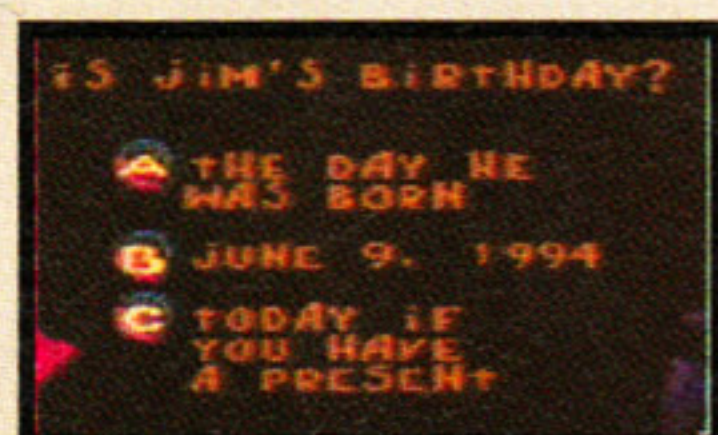 iS JiM'S BiRTHDAY?
A THE DAY HE
WAS BORN
B JUNE 9, 1994
C TODAY iF
YOU HAVE
A PRESENT